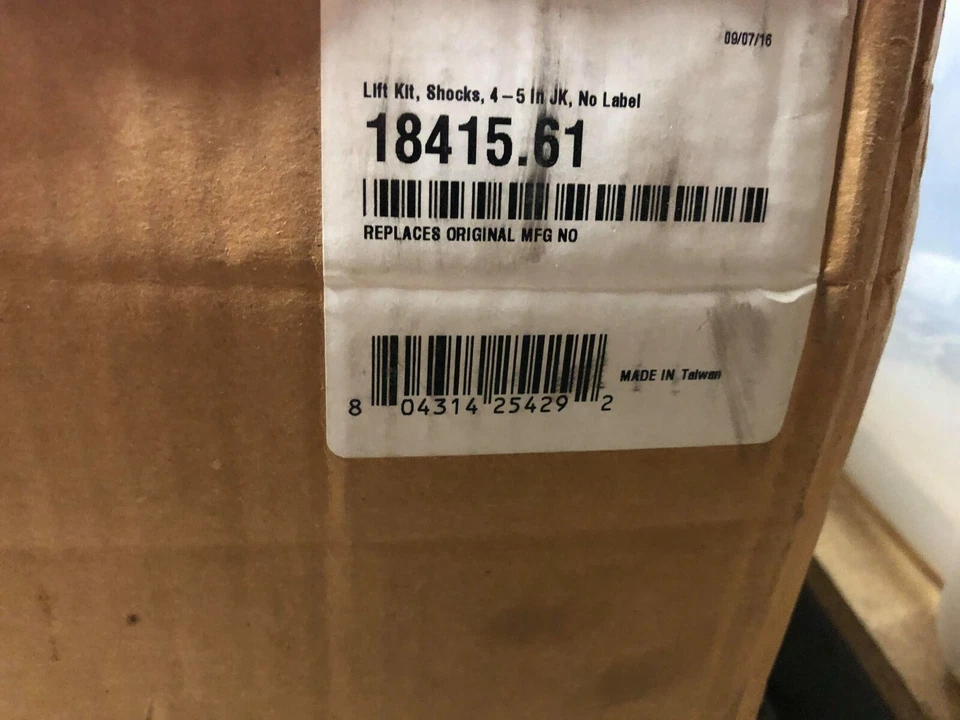 09/07/16
Lift Kit, Shocks, 4-5 In JK, No Label
18415.61
REPLACES ORIGINAL MFG NO
8 04314 25429 2
MADE IN Taiwan